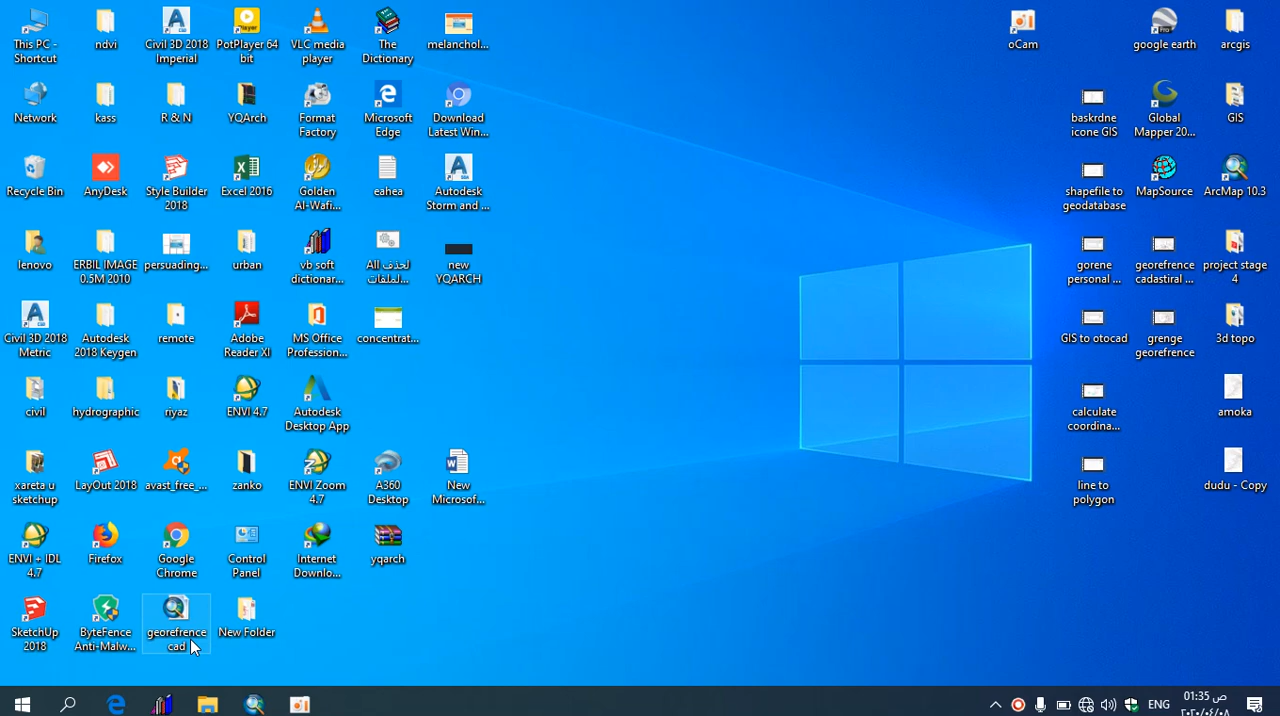 This PC -
Shortcut
ndvi
Civil 3D 2018
Imperial
PotPlayer 64
bit
VLC media
player
The
Dictionary
melanchol...
oCam
google earth
arcgis
Network
kass
R & N
YQArch
Format
Factory
Microsoft
Edge
Download
Latest Win...
baskrdne
icone GIS
Global
Mapper 20...
GIS
Recycle Bin
AnyDesk
Style Builder
2018
Excel 2016
Golden
Al-Wafi...
eahea
Autodesk
Storm and ...
shapefile to
geodatabase
MapSource
ArcMap 10.3
lenovo
ERBIL IMAGE
0.5M 2010
persuading...
urban
vb soft
dictionar...
لحذف All
لملفات...
new
YQARCH
gorene
personal ...
georefrence
cadastiral ...
project stage
4
Civil 3D 2018
Metric
Autodesk
2018 Keygen
remote
Adobe
Reader XI
MS Office
Profession...
concentrat...
GIS to otocad
grenge
georefrence
3d topo
civil
hydrographic
riyaz
ENVI 4.7
Autodesk
Desktop App
calculate
coordina...
amoka
xareta u
sketchup
LayOut 2018
avast_free_...
zanko
ENVI Zoom
4.7
A360
Desktop
New
Microsof...
line to
polygon
dudu - Copy
ENVI + IDL
4.7
Firefox
Google
Chrome
Control
Panel
Internet
Downlo...
yqarch
SketchUp
2018
ByteFence
Anti-Malw...
georefrence
cad
New Folder
ENG
01:35 ص
٢٠٢٠/٠٦/٠٨